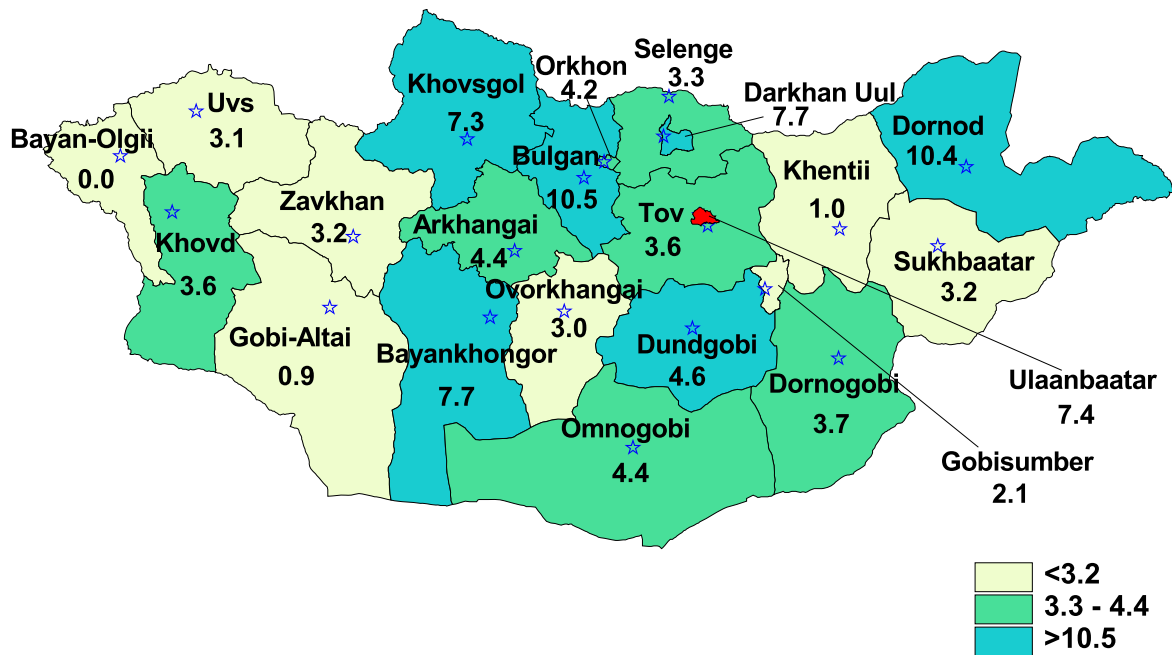 Selenge
3.3
Orkhon
4.2
Khovsgol
7.3
Darkhan Uul
7.7
Uvs
3.1
Bayan-Olgii
0.0
Dornod
10.4
Bulgan
10.5
Khentii
1.0
Zavkhan
3.2
Tov
3.6
Arkhangai
4.4
Khovd
3.6
Sukhbaatar
3.2
Ovorkhangai
3.0
Gobi-Altai
0.9
Bayankhongor
7.7
Dundgobi
4.6
Dornogobi
3.7
Ulaanbaatar
7.4
Omnogobi
4.4
Gobisumber
2.1
<3.2
3.3 - 4.4
>10.5